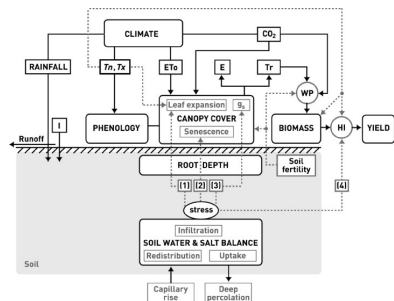 CLIMATE
CO₂
RAINFALL
Tn, Tx
ETo
E
Tr
WP
Leaf expansion
gₛ
I
PHENOLOGY
CANOPY COVER
Senescence
BIOMASS
HI
YIELD
Runoff
ROOT DEPTH
Soil
fertility
(1)
(2)
(3)
(4)
stress
Infiltration
SOIL WATER & SALT BALANCE
Redistribution
Uptake
Soil
Capillary
rise
Deep
percolation